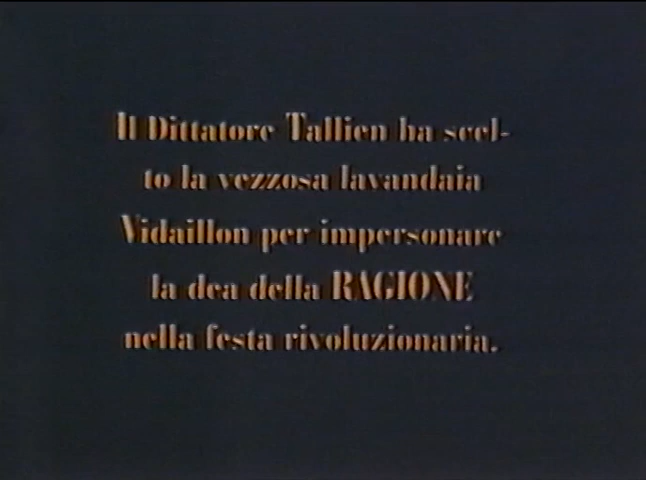 Il Dittatore Tallien ha scel-
to la vezzosa lavandaia
Vidaillon per impersonare
la dea della RAGIONE
nella festa rivoluzionaria.